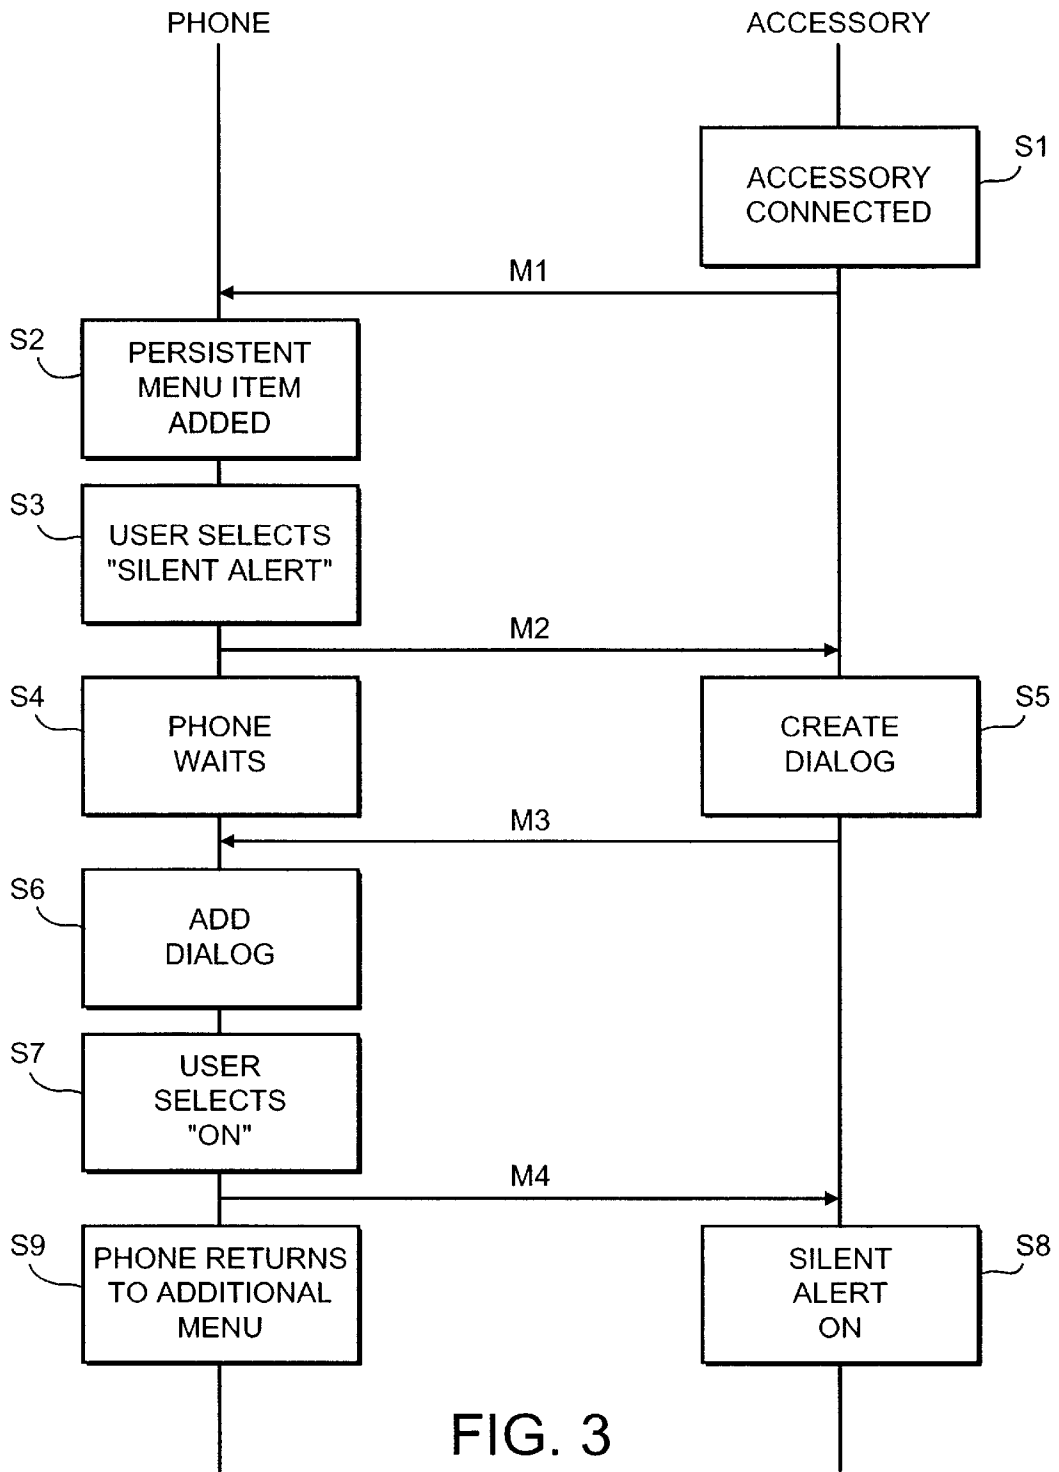 PHONE
ACCESSORY
S1
ACCESSORY
CONNECTED
M1
S2
PERSISTENT
MENU ITEM
ADDED
S3
USER SELECTS
"SILENT ALERT"
M2
S4
PHONE
WAITS
S5
CREATE
DIALOG
M3
S6
ADD
DIALOG
S7
USER
SELECTS
"ON"
M4
S9
PHONE RETURNS
TO ADDITIONAL
MENU
S8
SILENT
ALERT
ON
FIG. 3